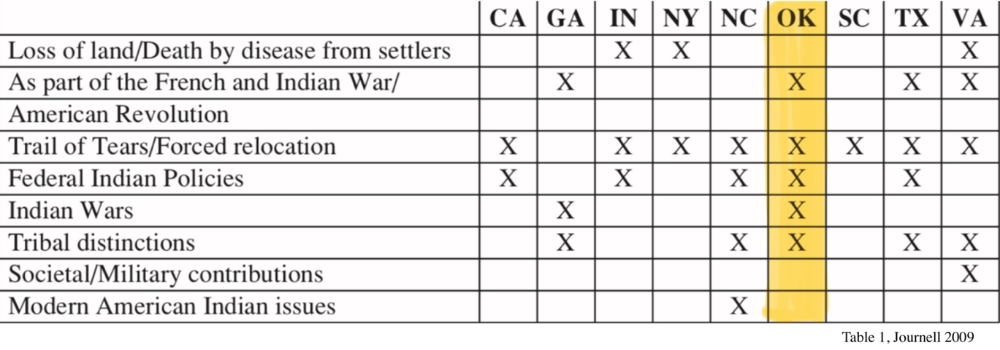 CA GA IN NY NC OK SC TX VA
Loss of land/Death by disease from settlers X X X
As part of the French and Indian War/ X X X X
American Revolution
Trail of Tears/Forced relocation X X X X X X X X
Federal Indian Policies X X X X X
Indian Wars X X
Tribal distinctions X X X X X
Societal/Military contributions X
Modern American Indian issues X
Table 1, Journell 2009